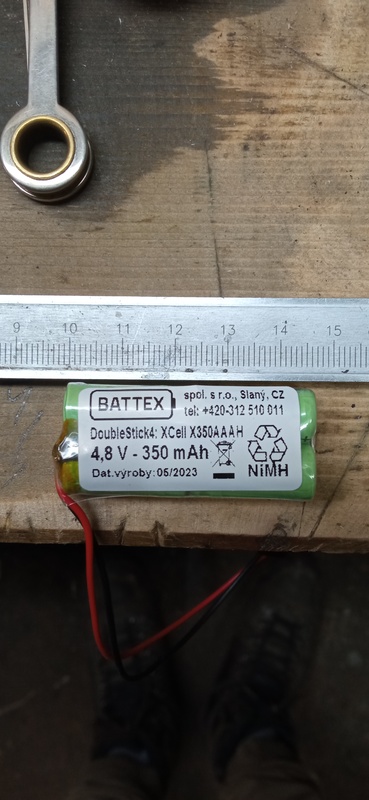 9 10 11 12 13 14 15
BATTEX
spol. s r.o., Slaný, CZ
tel: +420-312 510 011
DoubleStick4: XCell X350AAAH
4,8 V - 350 mAh
Dat.výroby: 06/2023
NiMH